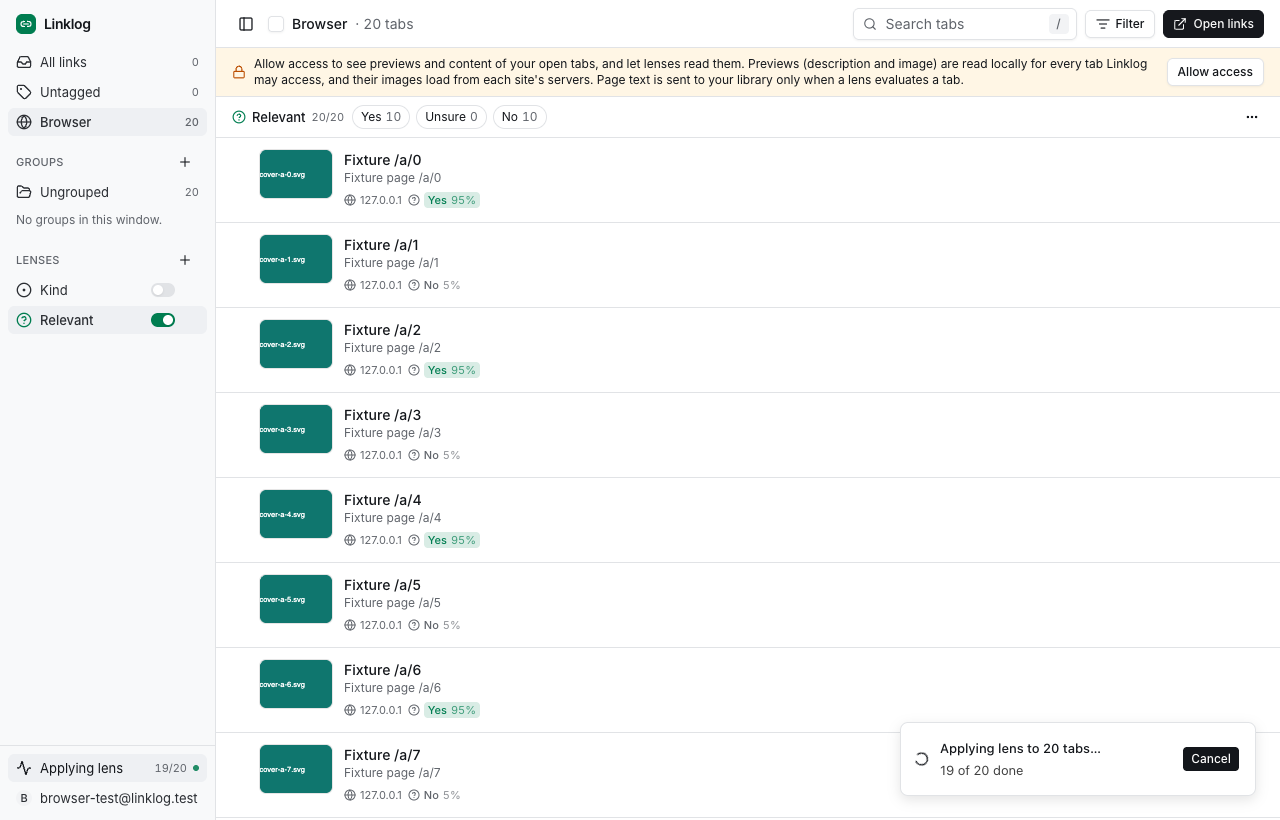 Linklog
All links 0
Untagged 0
Browser 20
GROUPS
Ungrouped 20
No groups in this window.
LENSES
Kind
Relevant
Applying lens 19/20
B browser-test@linklog.test
Browser · 20 tabs
Search tabs /
Filter
Open links
Allow access to see previews and content of your open tabs, and let lenses read them. Previews (description and image) are read locally for every tab Linklog
may access, and their images load from each site's servers. Page text is sent to your library only when a lens evaluates a tab.
Allow access
Relevant 20/20 Yes 10 Unsure 0 No 10
cover-a-0.svg
Fixture /a/0
Fixture page /a/0
127.0.0.1 Yes 95%
cover-a-1.svg
Fixture /a/1
Fixture page /a/1
127.0.0.1 No 5%
cover-a-2.svg
Fixture /a/2
Fixture page /a/2
127.0.0.1 Yes 95%
cover-a-3.svg
Fixture /a/3
Fixture page /a/3
127.0.0.1 No 5%
cover-a-4.svg
Fixture /a/4
Fixture page /a/4
127.0.0.1 Yes 95%
cover-a-5.svg
Fixture /a/5
Fixture page /a/5
127.0.0.1 No 5%
cover-a-6.svg
Fixture /a/6
Fixture page /a/6
127.0.0.1 Yes 95%
cover-a-7.svg
Fixture /a/7
Fixture page /a/7
127.0.0.1 No 5%
Applying lens to 20 tabs...
19 of 20 done
Cancel